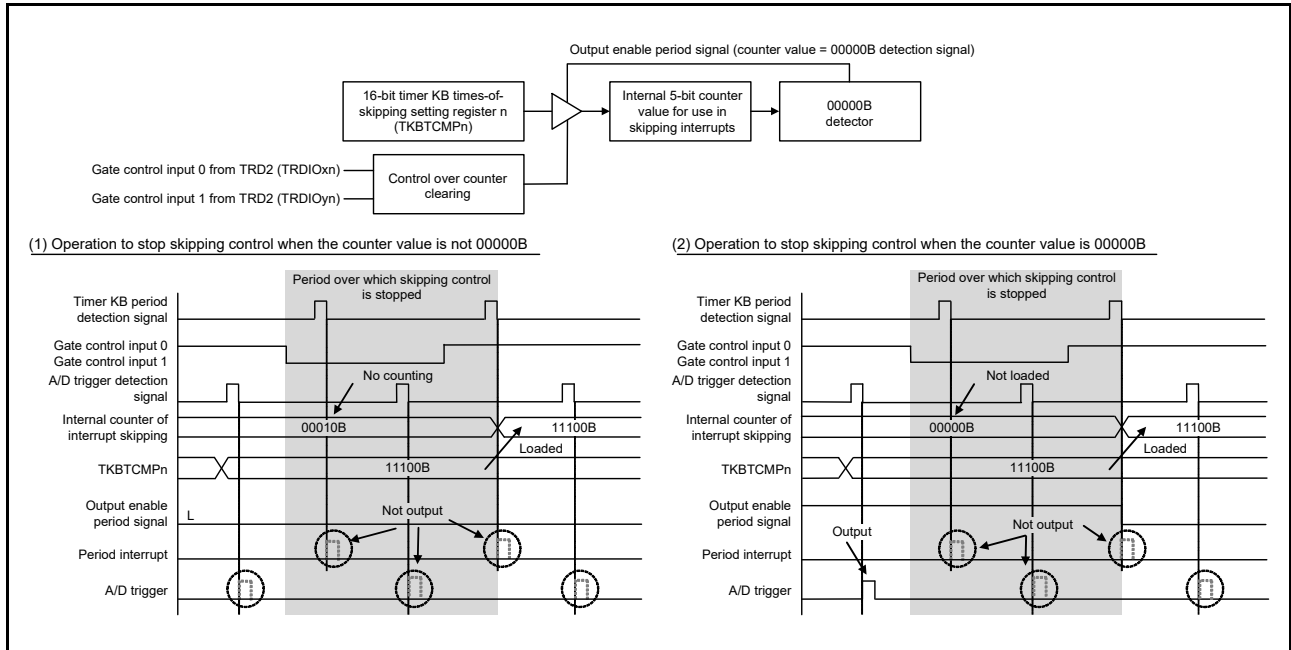 Output enable period signal (counter value = 00000B detection signal)
16-bit timer KB times-of-
skipping setting register n
(TKBTCMPn)
Internal 5-bit counter
value for use in
skipping interrupts
00000B
detector
Gate control input 0 from TRD2 (TRDIOxn)
Gate control input 1 from TRD2 (TRDIOyn)
Control over counter
clearing
(1) Operation to stop skipping control when the counter value is not 00000B
Period over which skipping control
is stopped
Timer KB period
detection signal
Gate control input 0
Gate control input 1
No counting
A/D trigger detection
signal
Internal counter of
interrupt skipping
00010B
11100B
Loaded
TKBTCMPn
11100B
Output enable
period signal
L
Not output
Period interrupt
A/D trigger
(2) Operation to stop skipping control when the counter value is 00000B
Period over which skipping control
is stopped
Timer KB period
detection signal
Gate control input 0
Gate control input 1
Not loaded
A/D trigger detection
signal
Internal counter of
interrupt skipping
00000B
11100B
Loaded
TKBTCMPn
11100B
Output enable
period signal
Output
Not output
Period interrupt
A/D trigger